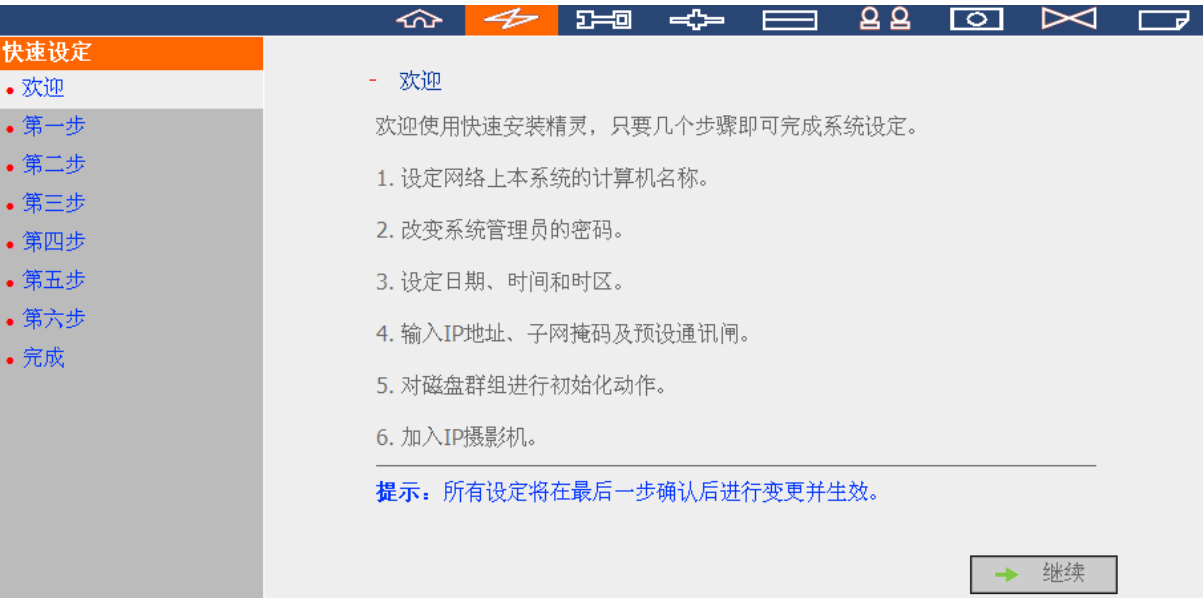 快速设定
欢迎
第一步
第二步
第三步
第四步
第五步
第六步
完成
- 欢迎
欢迎使用快速安装精灵，只要几个步骤即可完成系统设定。
1. 设定网络上本系统的计算机名称。
2. 改变系统管理员的密码。
3. 设定日期、时间和时区。
4. 输入IP地址、子网掩码及预设通讯闸。
5. 对磁盘群组进行初始化动作。
6. 加入IP摄影机。
提示：所有设定将在最后一步确认后进行变更并生效。
继续